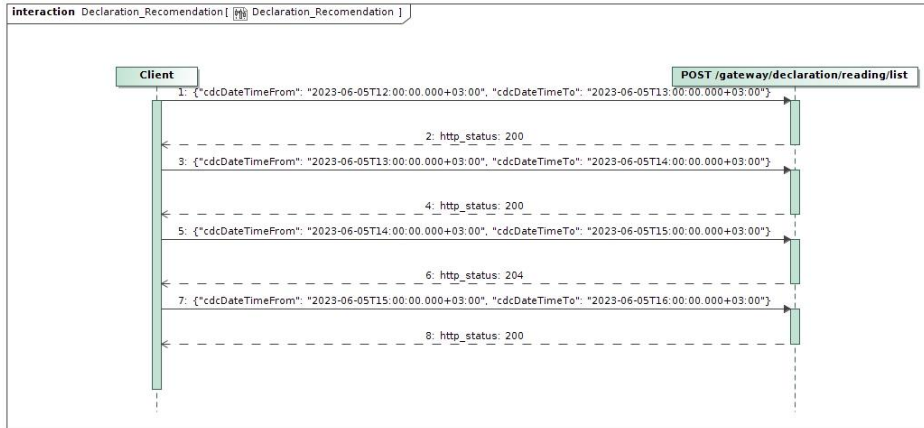 interaction Declaration_Recomendation[ Declaration_Recomendation ]
Client
POST /gateway/declaration/reading/list
1: {"cdcDateTimeFrom": "2023-06-05T12:00:00.000+03:00", "cdcDateTimeTo": "2023-06-05T13:00:00.000+03:00"}
2: http_status: 200
3: {"cdcDateTimeFrom": "2023-06-05T13:00:00.000+03:00", "cdcDateTimeTo": "2023-06-05T14:00:00.000+03:00"}
4: http_status: 200
5: {"cdcDateTimeFrom": "2023-06-05T14:00:00.000+03:00", "cdcDateTimeTo": "2023-06-05T15:00:00.000+03:00"}
6: http_status: 204
7: {"cdcDateTimeFrom": "2023-06-05T15:00:00.000+03:00", "cdcDateTimeTo": "2023-06-05T16:00:00.000+03:00"}
8: http_status: 200